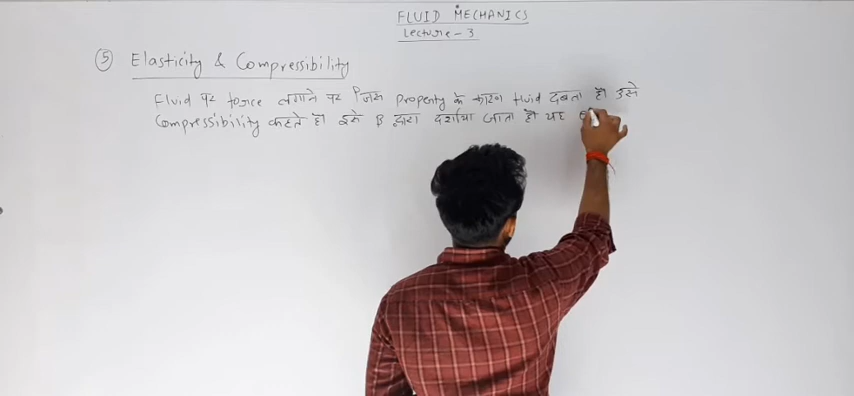 FLUID MECHANICS
Lecture - 3
⑤ Elasticity & Compressibility
Fluid पर force लगाने पर जिस Property के कारण fluid दबता है। इसे
Compressibility कहते है। इसे β द्वारा दर्शाया जाता है। यह